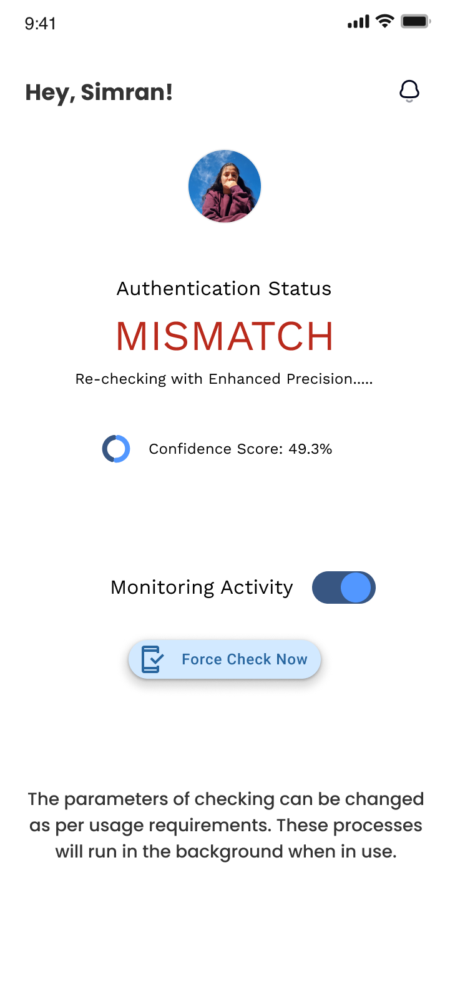 9:41
Hey, Simran!
Authentication Status
MISMATCH
Re-checking with Enhanced Precision.....
Confidence Score: 49.3%
Monitoring Activity
Force Check Now
The parameters of checking can be changed
as per usage requirements. These processes
will run in the background when in use.